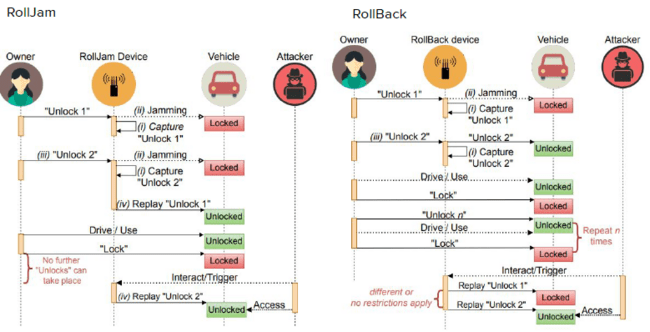 RollJam
Owner
RollJam Device
Vehicle
Attacker
"Unlock 1"
(ii) Jamming
Locked
(i) Capture
"Unlock 1"
(iii) "Unlock 2"
(ii) Jamming
Locked
(i) Capture
"Unlock 2"
(iv) Replay "Unlock 1"
Unlocked
Drive / Use
Unlocked
"Lock"
Locked
No further
"Unlocks" can
take place
Interact/Trigger
(iv) Replay "Unlock 2"
Unlocked
Access
RollBack
Owner
RollBack device
Vehicle
Attacker
"Unlock 1"
(ii) Jamming
Locked
(i) Capture
"Unlock 1"
(iii) "Unlock 2"
"Unlock 2"
Unlocked
(i) Capture
"Unlock 2"
Drive / Use
Unlocked
"Lock"
Locked
"Unlock n"
Unlocked
Drive / Use
Repeat n
times
"Lock"
Locked
Interact/Trigger
different or
no restrictions apply
Replay "Unlock 1"
Locked
Replay "Unlock 2"
Unlocked
Access